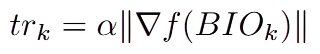 tr_k = α‖∇f(BIO_k)‖